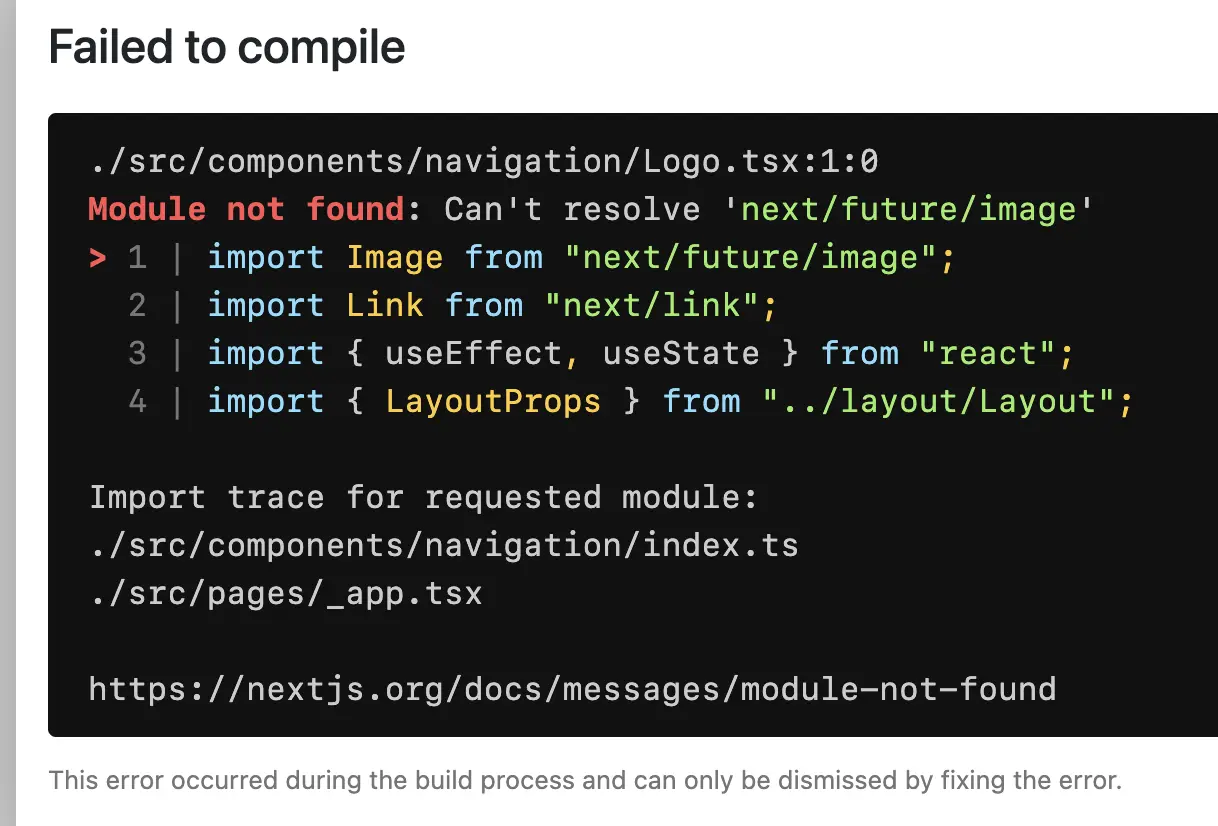 Failed to compile
./src/components/navigation/Logo.tsx:1:0
Module not found: Can't resolve 'next/future/image'
> 1 | import Image from "next/future/image";
  2 | import Link from "next/link";
  3 | import { useEffect, useState } from "react";
  4 | import { LayoutProps } from "../layout/Layout";
Import trace for requested module:
./src/components/navigation/index.ts
./src/pages/_app.tsx
https://nextjs.org/docs/messages/module-not-found
This error occurred during the build process and can only be dismissed by fixing the error.